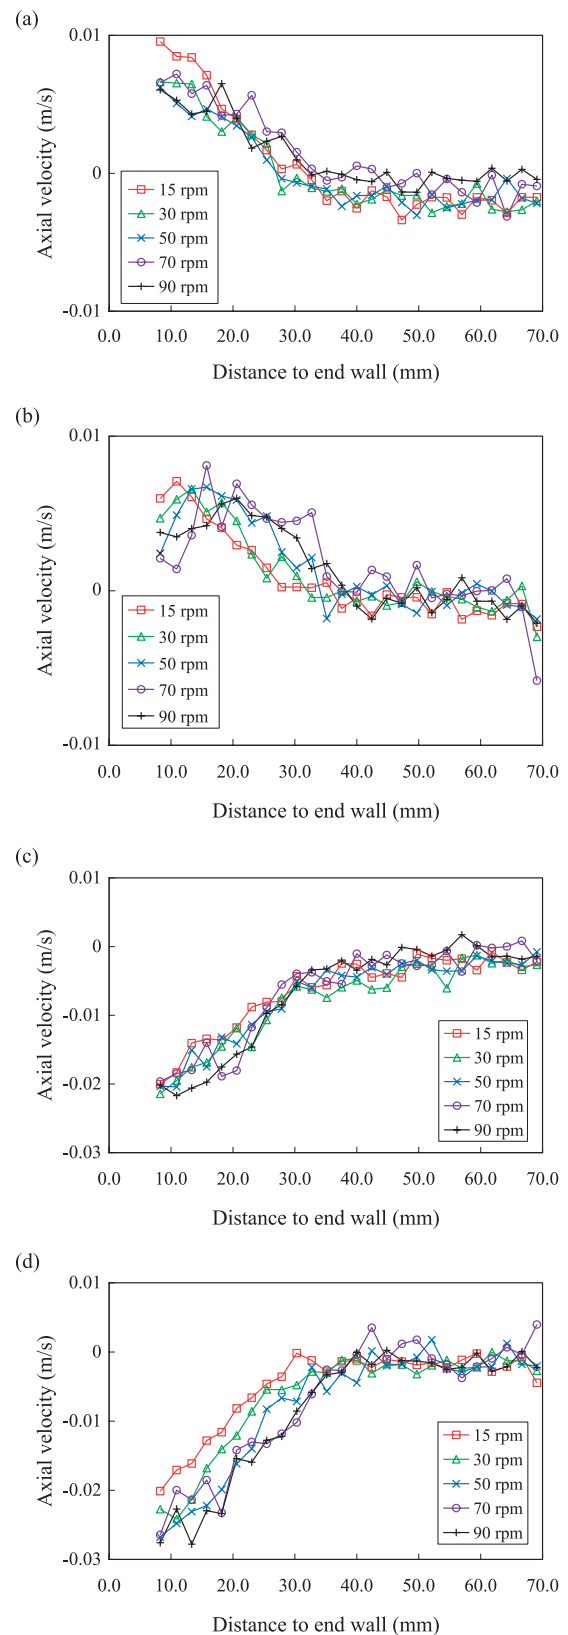 (a)
0.01
0
-0.01
Axial velocity (m/s)
15 rpm
30 rpm
50 rpm
70 rpm
90 rpm
0.0 10.0 20.0 30.0 40.0 50.0 60.0 70.0
Distance to end wall (mm)
(b)
0.01
0
-0.01
Axial velocity (m/s)
15 rpm
30 rpm
50 rpm
70 rpm
90 rpm
0.0 10.0 20.0 30.0 40.0 50.0 60.0 70.0
Distance to end wall (mm)
(c)
0.01
0
-0.01
-0.02
-0.03
Axial velocity (m/s)
15 rpm
30 rpm
50 rpm
70 rpm
90 rpm
0.0 10.0 20.0 30.0 40.0 50.0 60.0 70.0
Distance to end wall (mm)
(d)
0.01
0
-0.01
-0.02
-0.03
Axial velocity (m/s)
15 rpm
30 rpm
50 rpm
70 rpm
90 rpm
0.0 10.0 20.0 30.0 40.0 50.0 60.0 70.0
Distance to end wall (mm)